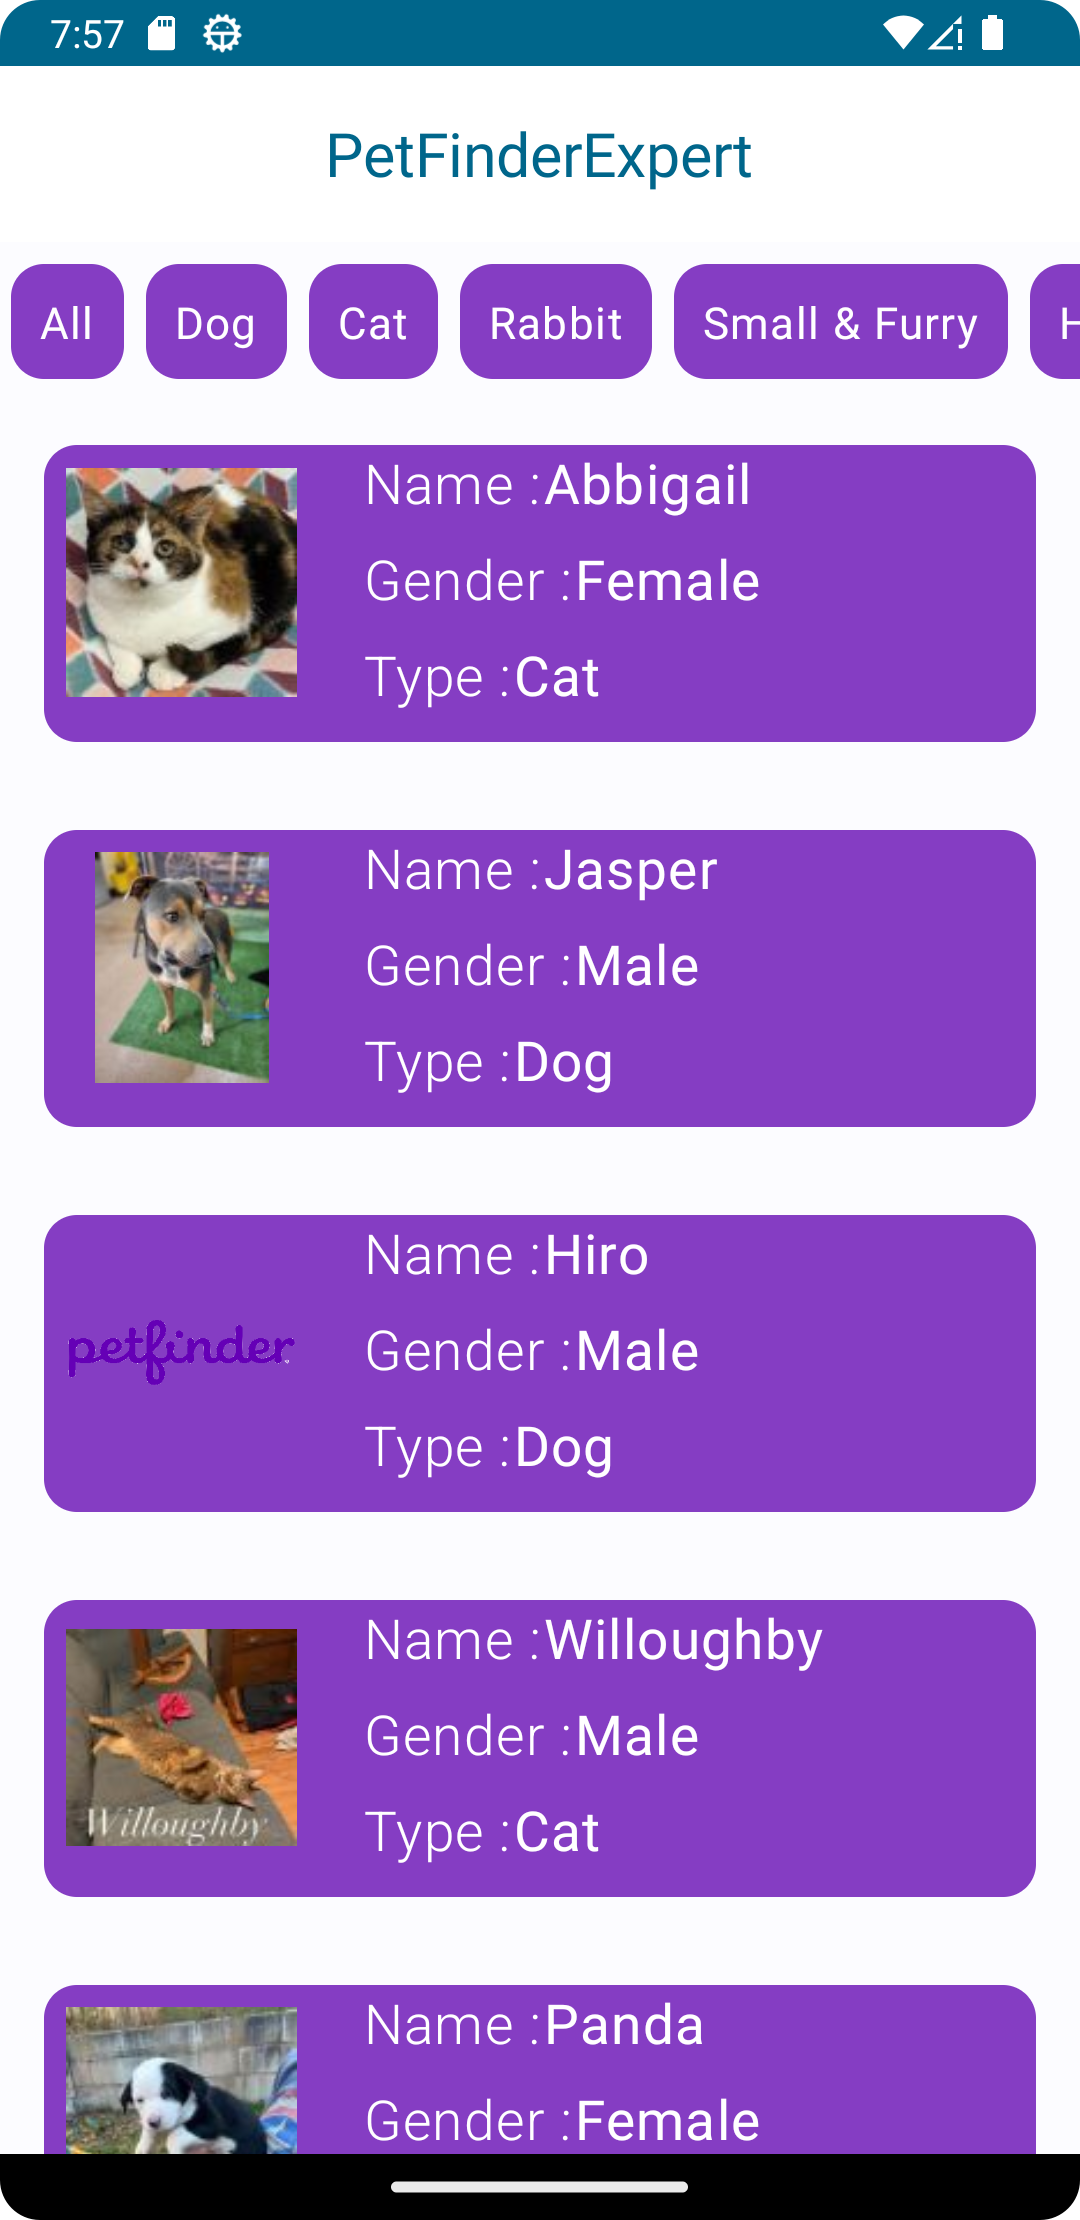 7:57
PetFinderExpert
All Dog Cat Rabbit Small & Furry H
Name :Abbigail
Gender :Female
Type :Cat
Name :Jasper
Gender :Male
Type :Dog
petfinder
Name :Hiro
Gender :Male
Type :Dog
Willoughby
Name :Willoughby
Gender :Male
Type :Cat
Name :Panda
Gender :Female